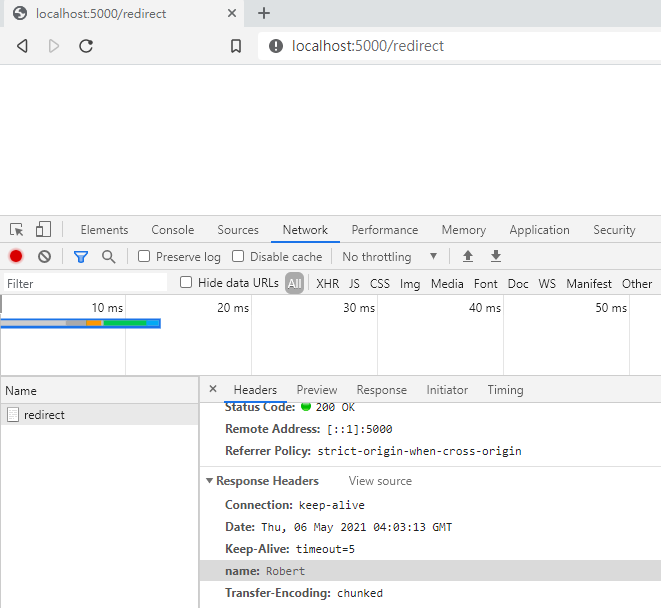 localhost:5000/redirect
localhost:5000/redirect
Elements Console Sources Network Performance Memory Application Security
Preserve log Disable cache No throttling
Filter Hide data URLs All XHR JS CSS Img Media Font Doc WS Manifest Other
10 ms 20 ms 30 ms 40 ms 50 ms
Name Headers Preview Response Initiator Timing
redirect
Status Code: 200 OK
Remote Address: [::1]:5000
Referrer Policy: strict-origin-when-cross-origin
Response Headers View source
Connection: keep-alive
Date: Thu, 06 May 2021 04:03:13 GMT
Keep-Alive: timeout=5
name: Robert
Transfer-Encoding: chunked